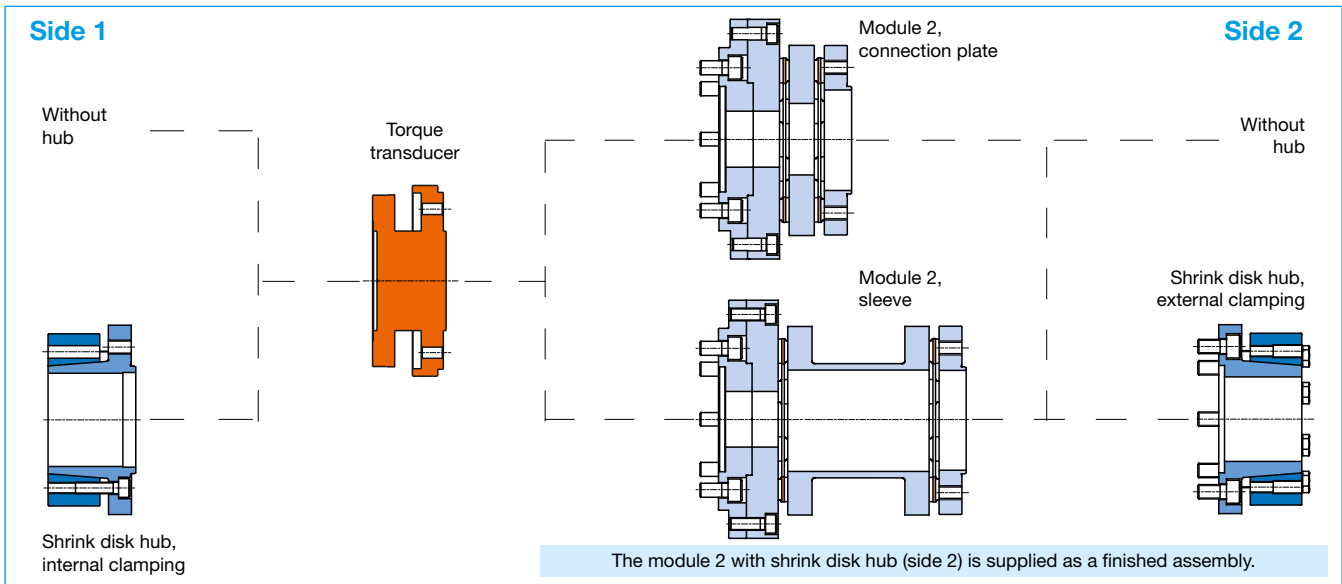 Side 1
Side 2
Module 2,
connection plate
Without
hub
Torque
transducer
Without
hub
Module 2,
sleeve
Shrink disk hub,
external clamping
Shrink disk hub,
internal clamping
The module 2 with shrink disk hub (side 2) is supplied as a finished assembly.